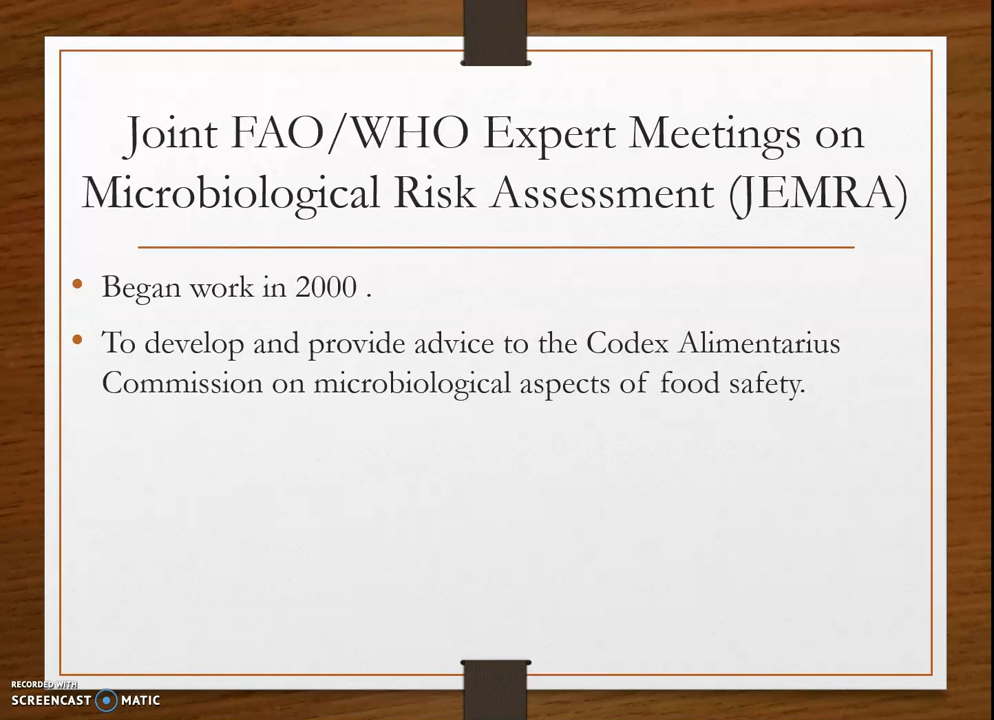 Joint FAO/WHO Expert Meetings on
Microbiological Risk Assessment (JEMRA)
• Began work in 2000 .
• To develop and provide advice to the Codex Alimentarius
Commission on microbiological aspects of food safety.
RECORDED WITH
SCREENCAST MATIC